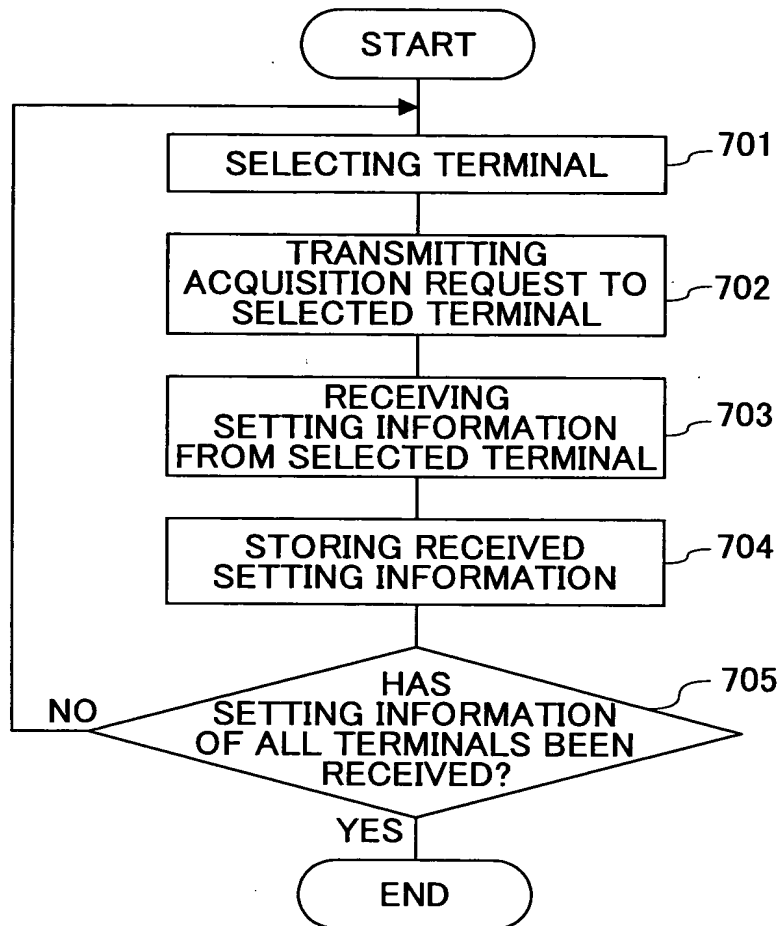 START
SELECTING TERMINAL
701
TRANSMITTING
ACQUISITION REQUEST TO
SELECTED TERMINAL
702
RECEIVING
SETTING INFORMATION
FROM SELECTED TERMINAL
703
STORING RECEIVED
SETTING INFORMATION
704
HAS
SETTING INFORMATION
OF ALL TERMINALS BEEN
RECEIVED?
705
NO
YES
END